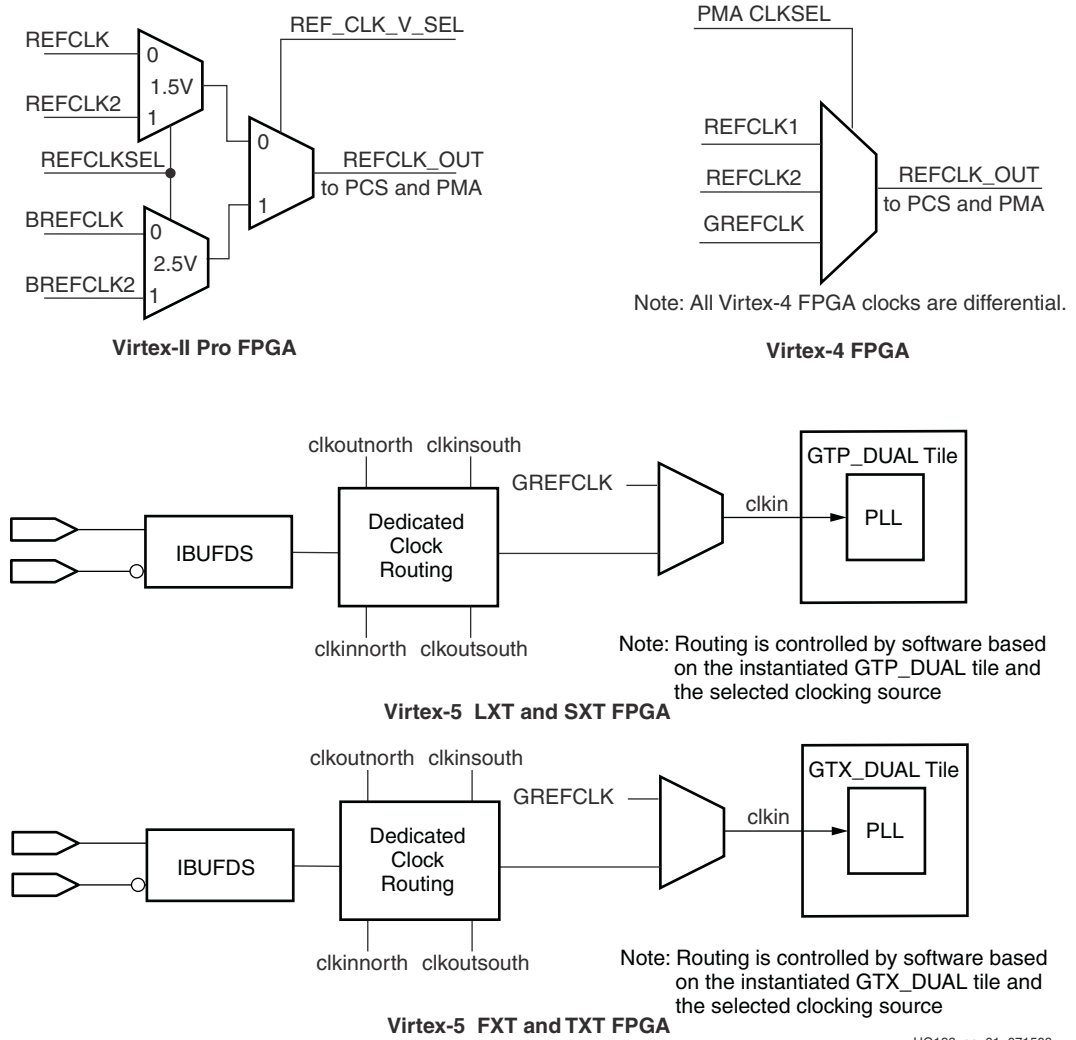 REFCLK
0
1.5V
REFCLK2
1
REFCLKSEL
BREFCLK
0
2.5V
BREFCLK2
1
REF_CLK_V_SEL
0
1
REFCLK_OUT
to PCS and PMA
Virtex-II Pro FPGA
PMA CLKSEL
REFCLK1
REFCLK2
GREFCLK
REFCLK_OUT
to PCS and PMA
Note: All Virtex-4 FPGA clocks are differential.
Virtex-4 FPGA
clkoutnorth clkinsouth
IBUFDS
Dedicated
Clock
Routing
clkinnorth clkoutsouth
GREFCLK
clkin
GTP_DUAL Tile
PLL
Note: Routing is controlled by software based
on the instantiated GTP_DUAL tile and
the selected clocking source
Virtex-5 LXT and SXT FPGA
clkoutnorth clkinsouth
IBUFDS
Dedicated
Clock
Routing
clkinnorth clkoutsouth
GREFCLK
clkin
GTX_DUAL Tile
PLL
Note: Routing is controlled by software based
on the instantiated GTX_DUAL tile and
the selected clocking source
Virtex-5 FXT and TXT FPGA